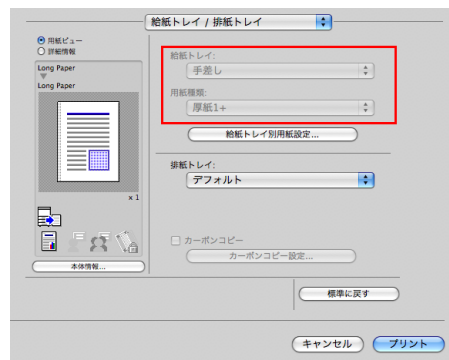 給紙トレイ / 排紙トレイ
用紙ビュー
詳細情報
Long Paper
Long Paper
x 1
本体情報...
給紙トレイ:
手差し
用紙種類:
厚紙1+
給紙トレイ別用紙設定...
排紙トレイ:
デフォルト
カーボンコピー
カーボンコピー設定...
標準に戻す
キャンセル
プリント